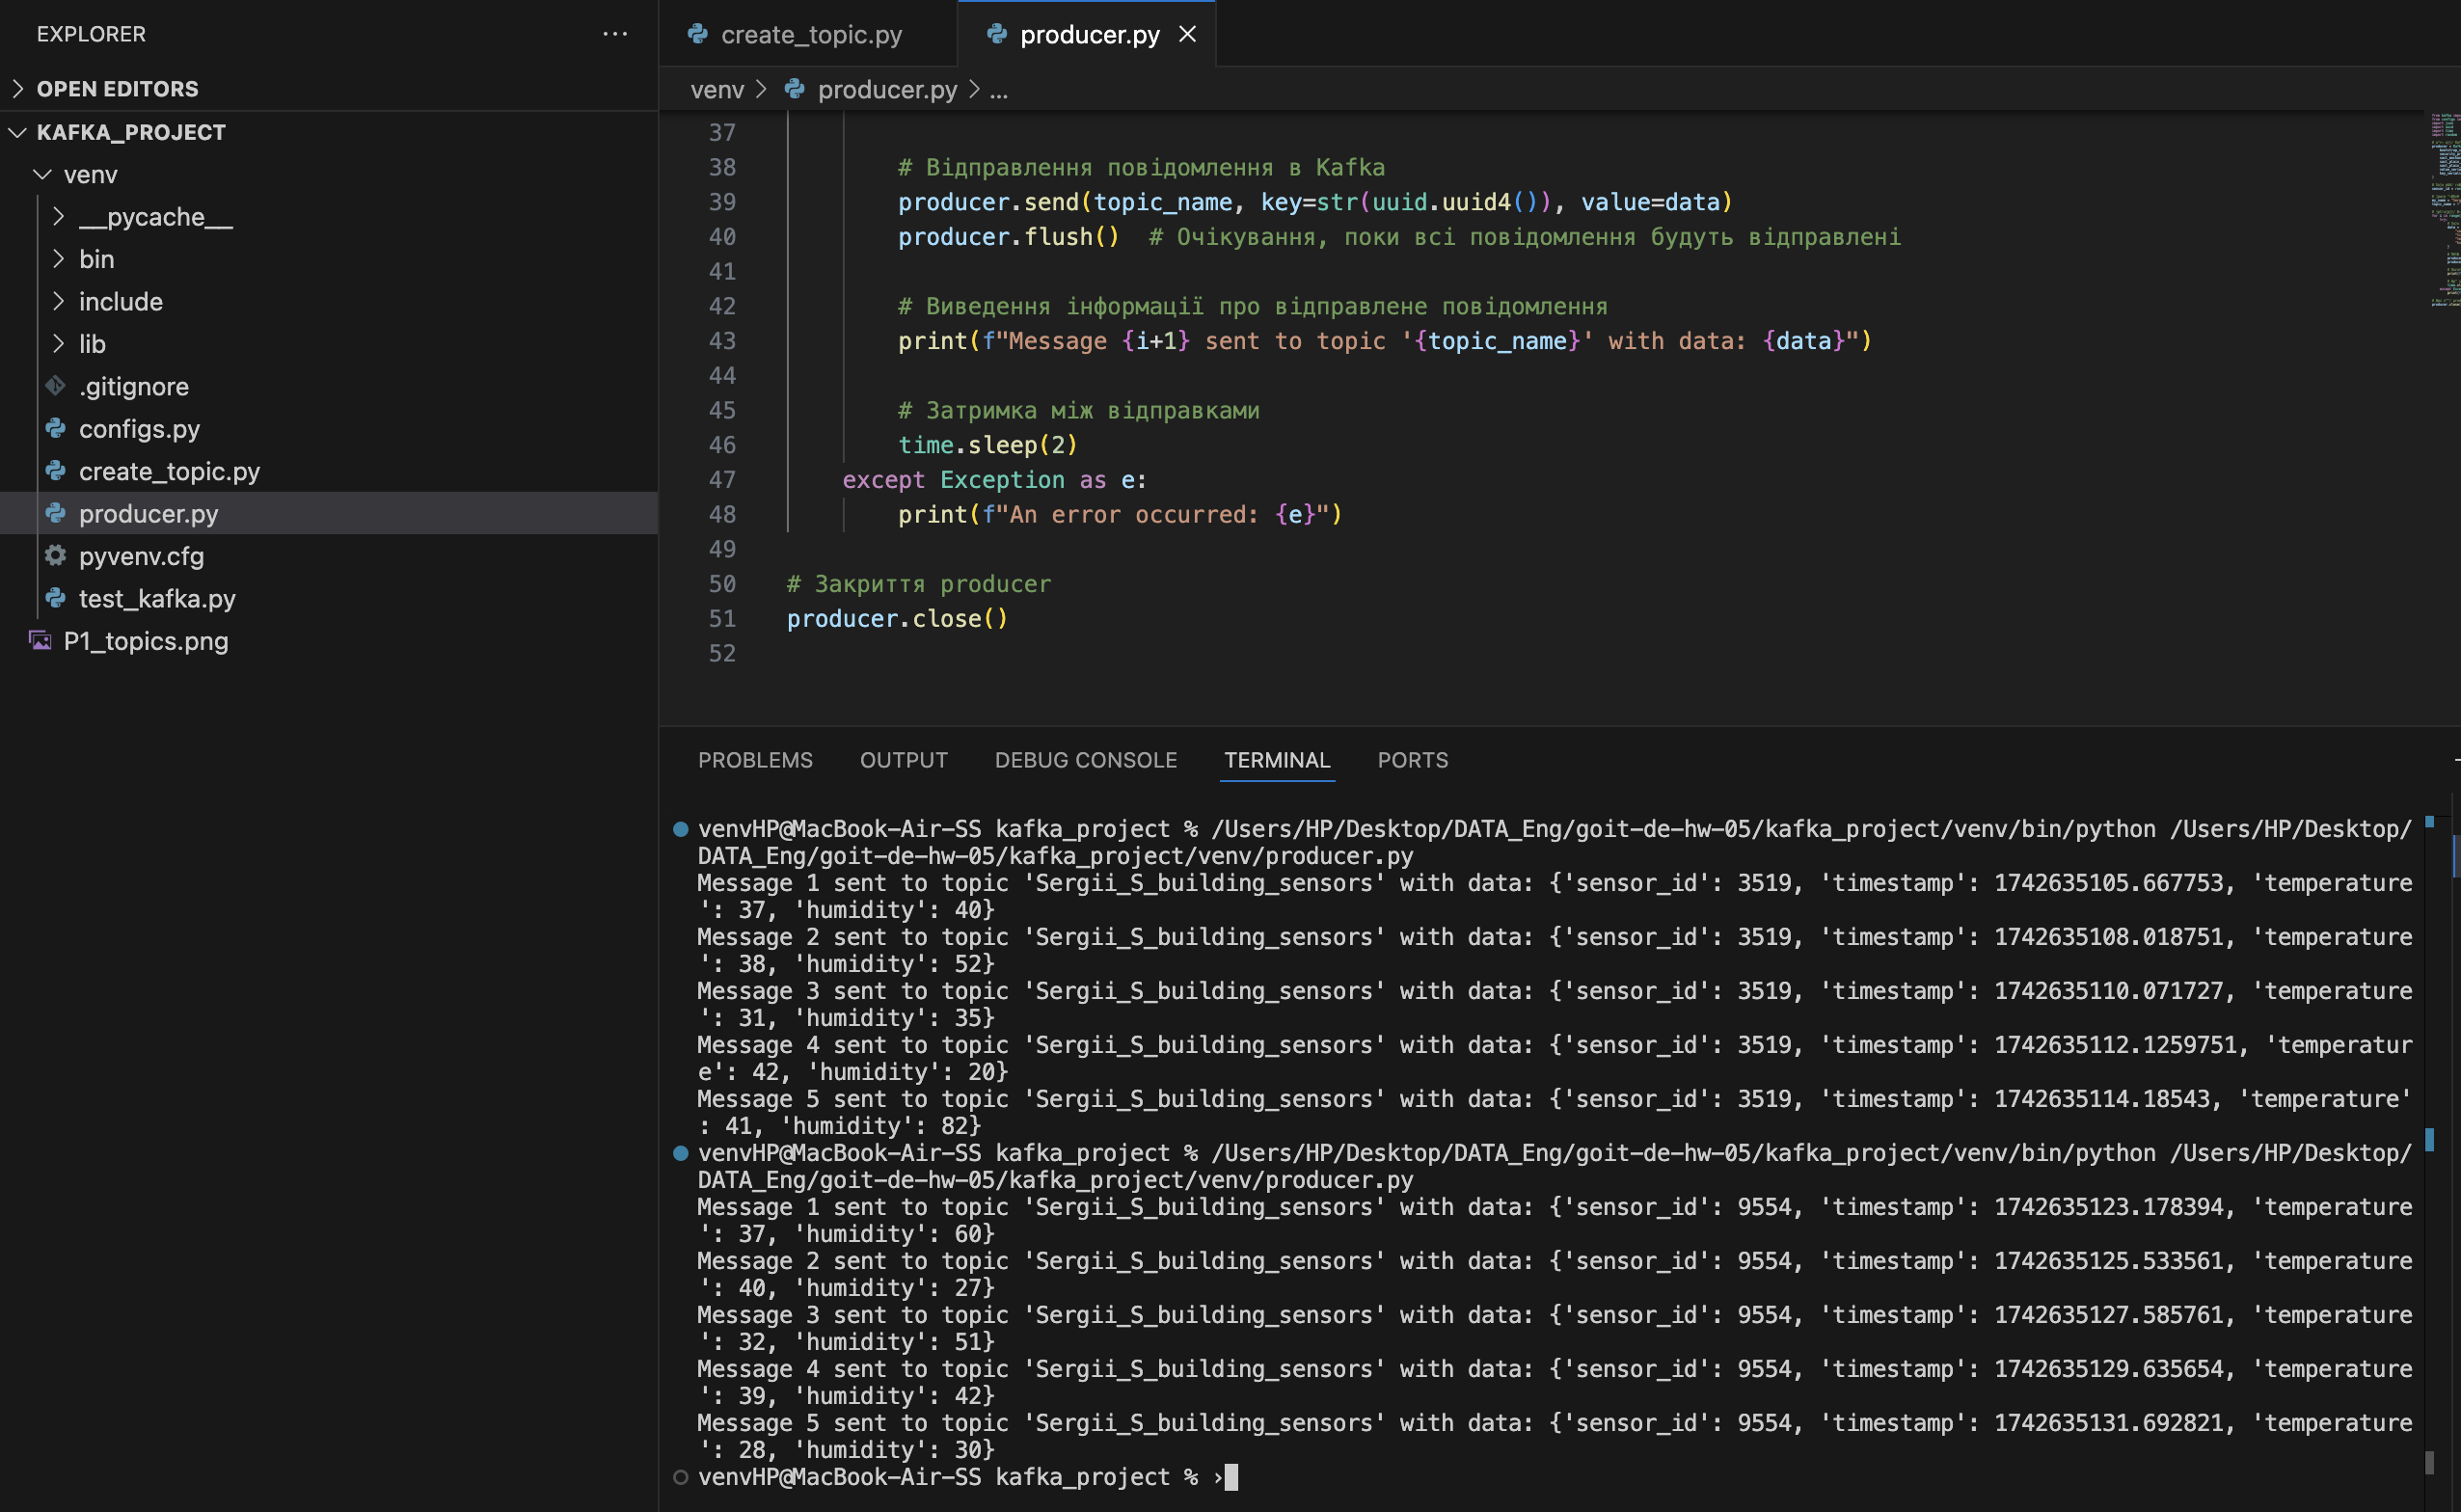 EXPLORER
OPEN EDITORS
KAFKA_PROJECT
venv
__pycache__
bin
include
lib
.gitignore
configs.py
create_topic.py
producer.py
pyvenv.cfg
test_kafka.py
P1_topics.png
create_topic.py
producer.py
venv > producer.py > ...
37
38 # Відправлення повідомлення в Kafka
39 producer.send(topic_name, key=str(uuid.uuid4()), value=data)
40 producer.flush() # Очікування, поки всі повідомлення будуть відправлені
41
42 # Виведення інформації про відправлене повідомлення
43 print(f"Message {i+1} sent to topic '{topic_name}' with data: {data}")
44
45 # Затримка між відправками
46 time.sleep(2)
47 except Exception as e:
48 print(f"An error occurred: {e}")
49
50 # Закриття producer
51 producer.close()
52
PROBLEMS OUTPUT DEBUG CONSOLE TERMINAL PORTS
venvHP@MacBook-Air-SS kafka_project % /Users/HP/Desktop/DATA_Eng/goit-de-hw-05/kafka_project/venv/bin/python /Users/HP/Desktop/
DATA_Eng/goit-de-hw-05/kafka_project/venv/producer.py
Message 1 sent to topic 'Sergii_S_building_sensors' with data: {'sensor_id': 3519, 'timestamp': 1742635105.667753, 'temperature
': 37, 'humidity': 40}
Message 2 sent to topic 'Sergii_S_building_sensors' with data: {'sensor_id': 3519, 'timestamp': 1742635108.018751, 'temperature
': 38, 'humidity': 52}
Message 3 sent to topic 'Sergii_S_building_sensors' with data: {'sensor_id': 3519, 'timestamp': 1742635110.071727, 'temperature
': 31, 'humidity': 35}
Message 4 sent to topic 'Sergii_S_building_sensors' with data: {'sensor_id': 3519, 'timestamp': 1742635112.1259751, 'temperatur
e': 42, 'humidity': 20}
Message 5 sent to topic 'Sergii_S_building_sensors' with data: {'sensor_id': 3519, 'timestamp': 1742635114.18543, 'temperature'
: 41, 'humidity': 82}
venvHP@MacBook-Air-SS kafka_project % /Users/HP/Desktop/DATA_Eng/goit-de-hw-05/kafka_project/venv/bin/python /Users/HP/Desktop/
DATA_Eng/goit-de-hw-05/kafka_project/venv/producer.py
Message 1 sent to topic 'Sergii_S_building_sensors' with data: {'sensor_id': 9554, 'timestamp': 1742635123.178394, 'temperature
': 37, 'humidity': 60}
Message 2 sent to topic 'Sergii_S_building_sensors' with data: {'sensor_id': 9554, 'timestamp': 1742635125.533561, 'temperature
': 40, 'humidity': 27}
Message 3 sent to topic 'Sergii_S_building_sensors' with data: {'sensor_id': 9554, 'timestamp': 1742635127.585761, 'temperature
': 32, 'humidity': 51}
Message 4 sent to topic 'Sergii_S_building_sensors' with data: {'sensor_id': 9554, 'timestamp': 1742635129.635654, 'temperature
': 39, 'humidity': 42}
Message 5 sent to topic 'Sergii_S_building_sensors' with data: {'sensor_id': 9554, 'timestamp': 1742635131.692821, 'temperature
': 28, 'humidity': 30}
venvHP@MacBook-Air-SS kafka_project % ›